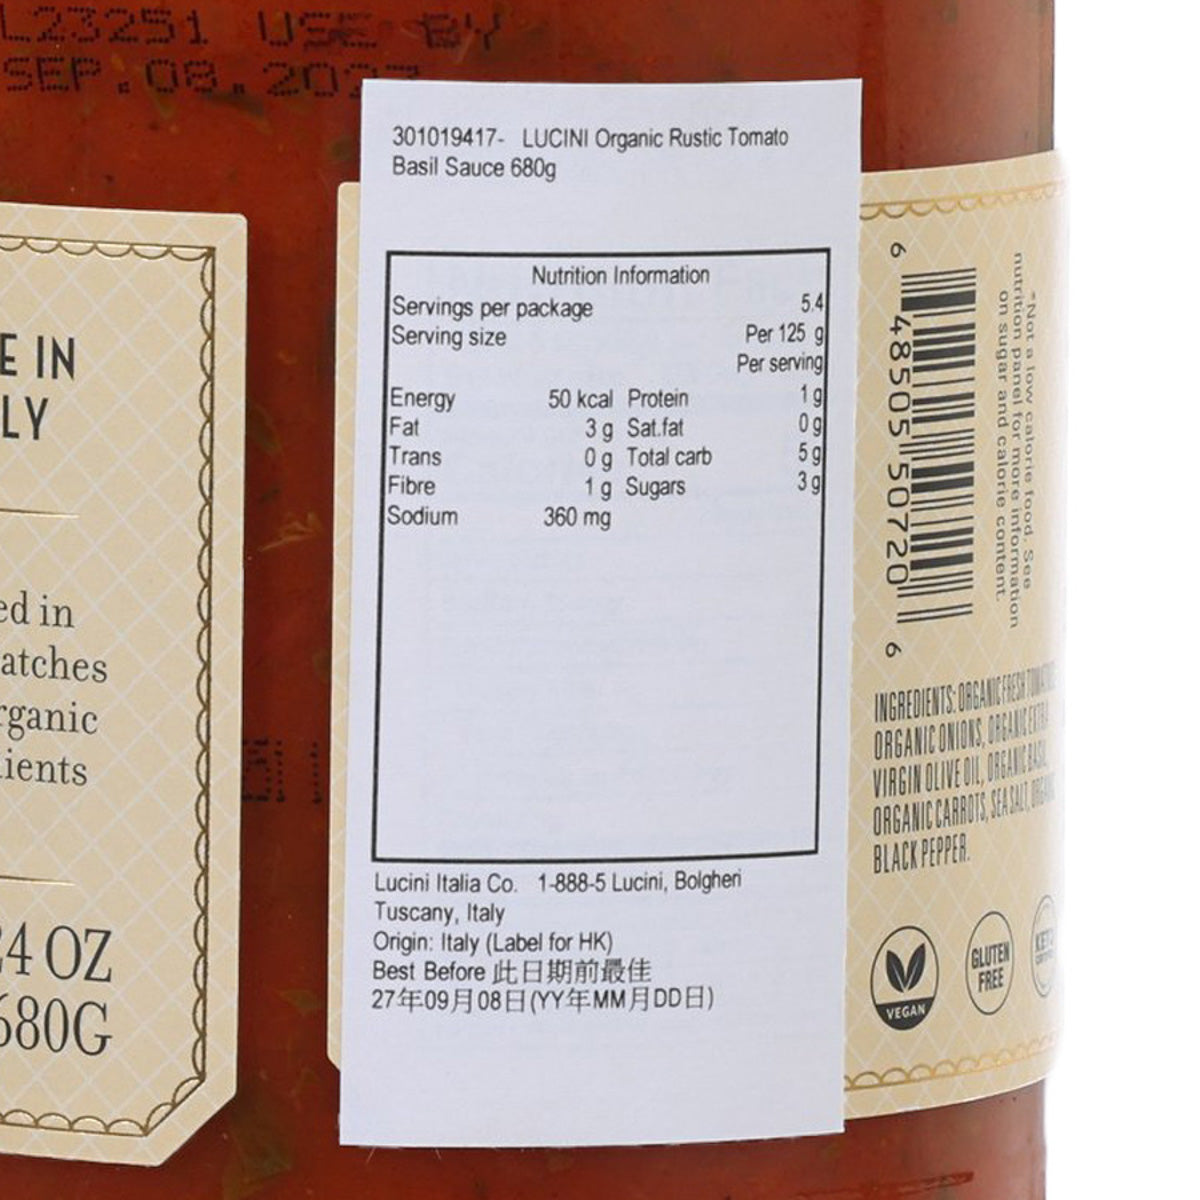 L23251 USE BY
SEP.08.2027
E IN
LY
ed in
atches
rganic
ients
24 OZ
680G
301019417- LUCINI Organic Rustic Tomato
Basil Sauce 680g
Nutrition Information
Servings per package 5.4
Serving size Per 125 g
Per serving
Energy 50 kcal Protein 1 g
Fat 3 g Sat.fat 0 g
Trans 0 g Total carb 5 g
Fibre 1 g Sugars 3 g
Sodium 360 mg
Lucini Italia Co. 1-888-5 Lucini, Bolgheri
Tuscany, Italy
Origin: Italy (Label for HK)
Best Before 此日期前最佳
27年09月08日(YY年MM月DD日)
6 48505 50720 6
*Not a low calorie food. See
nutrition panel for more information
on sugar and calorie content.
INGREDIENTS: ORGANIC FRESH
ORGANIC ONIONS, ORGANIC EXTRA
VIRGIN OLIVE OIL, ORGANIC BASIL,
ORGANIC CARROTS, SEA SALT,
BLACK PEPPER.
VEGAN
GLUTEN
FREE